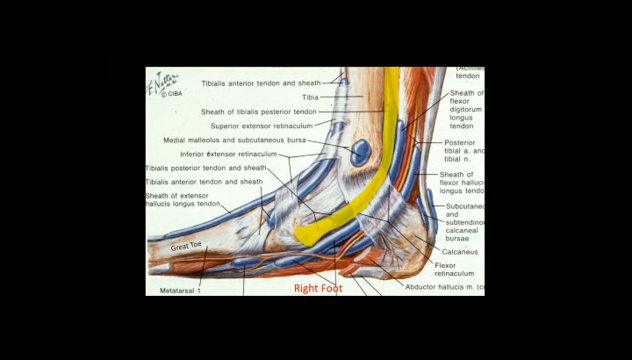 F. Netter
M.D.
© CIBA
Tibialis anterior tendon and sheath
Tibia
Sheath of tibialis posterior tendon
Superior extensor retinaculum
Medial malleolus and subcutaneous bursa
Inferior extensor retinaculum
Tibialis posterior tendon and sheath
Tibialis anterior tendon and sheath
Sheath of extensor
hallucis longus tendon
Great Toe
Metatarsal 1
Right Foot
tendon
Sheath of
flexor
digitorum
longus
tendon
Posterior
tibial a. and
tibial n.
Sheath of
flexor hallucis
longus tendon
Subcutane
and
subtendino
calcaneal
bursae
Calcaneus
Flexor
retinaculum
Abductor hallucis m. (c